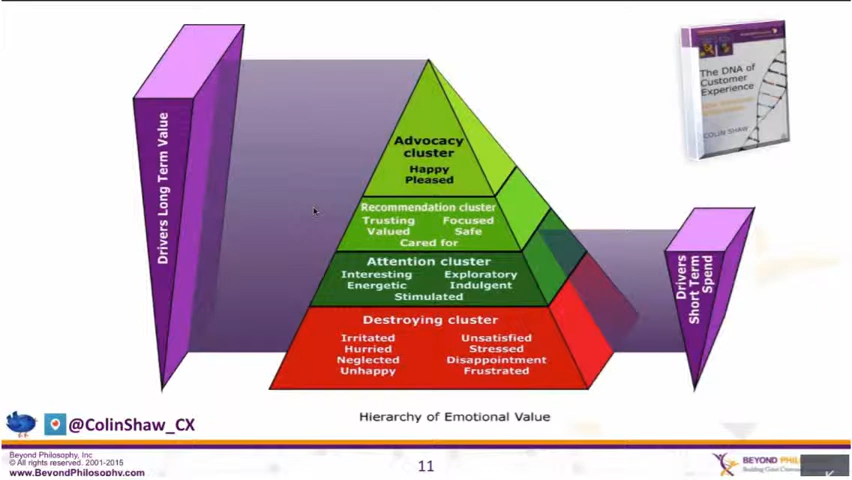 Drivers Long Term Value
Advocacy
cluster
Happy
Pleased
Recommendation cluster
Trusting Focused
Valued Safe
Cared for
Attention cluster
Interesting Exploratory
Energetic Indulgent
Stimulated
Destroying cluster
Irritated Unsatisfied
Hurried Stressed
Neglected Disappointment
Unhappy Frustrated
Drivers
Short Term
Spend
The DNA of
Customer
Experience
COLIN SHAW
Hierarchy of Emotional Value
@ColinShaw_CX
Beyond Philosophy, Inc
© All rights reserved. 2001-2015
www.BeyondPhilosophy.com
11
BEYOND